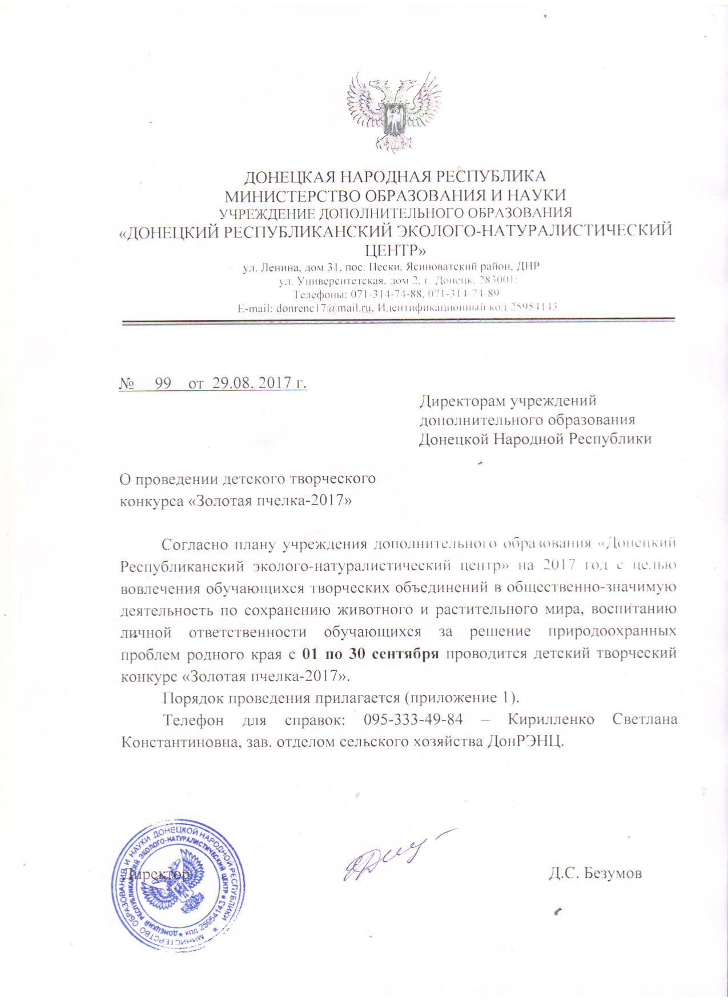 ДОНЕЦКАЯ НАРОДНАЯ РЕСПУБЛИКА
МИНИСТЕРСТВО ОБРАЗОВАНИЯ И НАУКИ
УЧРЕЖДЕНИЕ ДОПОЛНИТЕЛЬНОГО ОБРАЗОВАНИЯ
«ДОНЕЦКИЙ РЕСПУБЛИКАНСКИЙ ЭКОЛОГО-НАТУРАЛИСТИЧЕСКИЙ
ЦЕНТР»
ул. Ленина, дом 31, пос. Пески, Ясиноватский район, ДНР
ул. Университетская, дом 2, г. Донецк, 283001;
Телефоны: 071-314-74-88, 071-314-74-89
E-mail: donrenc17@mail.ru, Идентификационный код 25954143
№ 99 от 29.08. 2017 г.
Директорам учреждений
дополнительного образования
Донецкой Народной Республики
О проведении детского творческого
конкурса «Золотая пчелка-2017»
Согласно плану учреждения дополнительного образования «Донецкий
Республиканский эколого-натуралистический центр» на 2017 год с целью
вовлечения обучающихся творческих объединений в общественно-значимую
деятельность по сохранению животного и растительного мира, воспитанию
личной ответственности обучающихся за решение природоохранных
проблем родного края с 01 по 30 сентября проводится детский творческий
конкурс «Золотая пчелка-2017».
Порядок проведения прилагается (приложение 1).
Телефон для справок: 095-333-49-84 – Кирилленко Светлана
Константиновна, зав. отделом сельского хозяйства ДонРЭНЦ.
Директор
Д.С. Безумов
МИНИСТЕРСТВО ОБРАЗОВАНИЯ И НАУКИ ДОНЕЦКОЙ НАРОДНОЙ РЕСПУБЛИКИ *
ДОНЕЦКИЙ РЕСПУБЛИКАНСКИЙ ЭКОЛОГО-НАТУРАЛИСТИЧЕСКИЙ ЦЕНТР * код 25954143 *